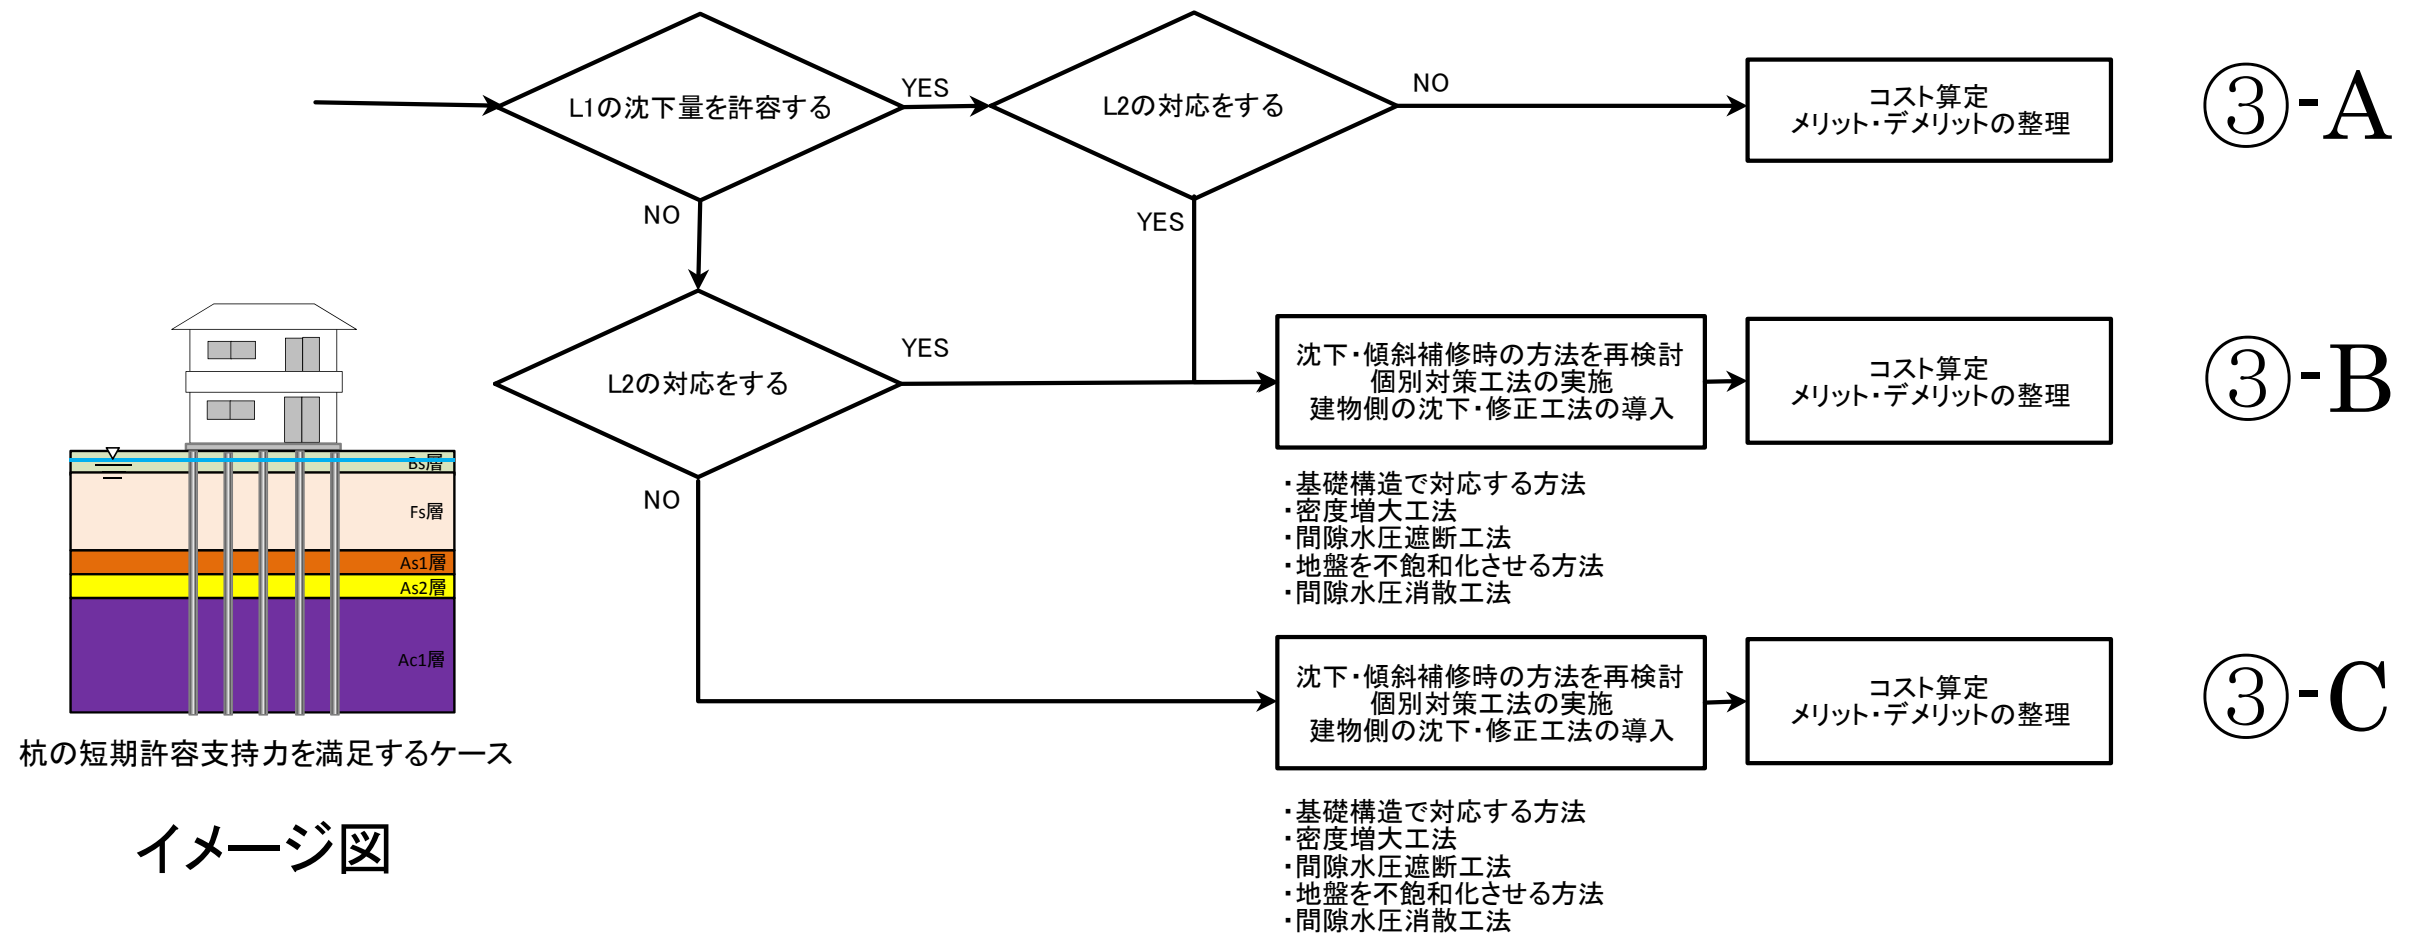 L1の沈下量を許容する
YES
L2の対応をする
NO
コスト算定
メリット・デメリットの整理
③-A
NO
YES
L2の対応をする
YES
沈下・傾斜補修時の方法を再検討
個別対策工法の実施
建物側の沈下・修正工法の導入
コスト算定
メリット・デメリットの整理
③-B
NO
・基礎構造で対応する方法
・密度増大工法
・間隙水圧遮断工法
・地盤を不飽和化させる方法
・間隙水圧消散工法
Bs層
Fs層
As1層
As2層
Ac1層
杭の短期許容支持力を満足するケース
イメージ図
沈下・傾斜補修時の方法を再検討
個別対策工法の実施
建物側の沈下・修正工法の導入
コスト算定
メリット・デメリットの整理
③-C
・基礎構造で対応する方法
・密度増大工法
・間隙水圧遮断工法
・地盤を不飽和化させる方法
・間隙水圧消散工法